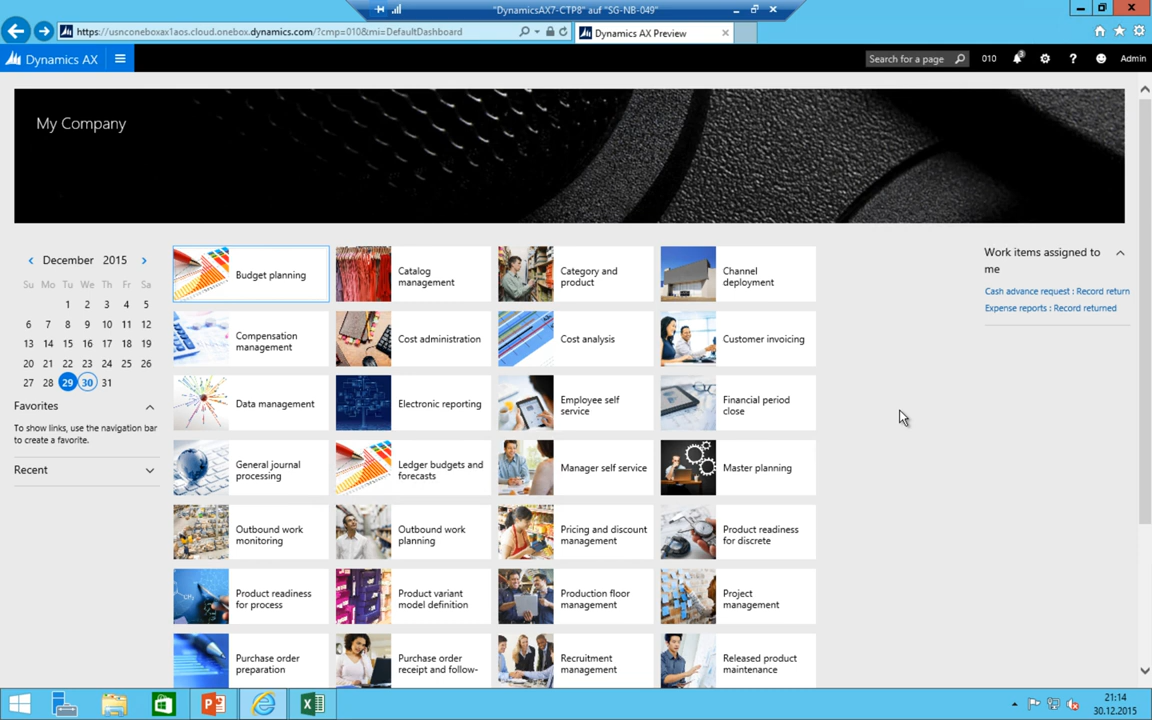 "DynamicsAX7-CTP8" auf "SG-NB-049"
https://usnconeboxax1aos.cloud.onebox.dynamics.com/?cmp=010&mi=DefaultDashboard
Dynamics AX Preview
Dynamics AX
Search for a page
010
3
?
Admin
My Company
December 2015
Su Mo Tu We Th Fr Sa
1 2 3 4 5
6 7 8 9 10 11 12
13 14 15 16 17 18 19
20 21 22 23 24 25 26
27 28 29 30 31
Favorites
To show links, use the navigation bar
to create a favorite.
Recent
Budget planning
Catalog
management
Category and
product
Channel
deployment
Compensation
management
Cost administration
Cost analysis
Customer invoicing
Data management
Electronic reporting
Employee self
service
Financial period
close
General journal
processing
Ledger budgets and
forecasts
Manager self service
Master planning
Outbound work
monitoring
Outbound work
planning
Pricing and discount
management
Product readiness
for discrete
Product readiness
for process
Product variant
model definition
Production floor
management
Project
management
Purchase order
preparation
Purchase order
receipt and follow-
Recruitment
management
Released product
maintenance
Work items assigned to
me
Cash advance request : Record return
Expense reports : Record returned
21:14
30.12.2015